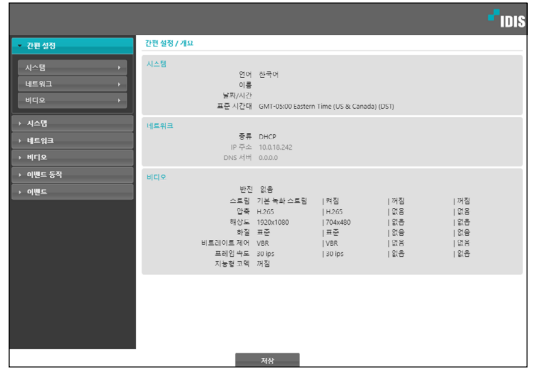 IDIS
간편 설정
시스템
네트워크
비디오
시스템
네트워크
비디오
이벤트 동작
이벤트
간편 설정 / 개요
시스템
언어 한국어
이름
날짜/시간
표준 시간대 GMT-05:00 Eastern Time (US & Canada) (DST)
네트워크
종류 DHCP
IP 주소 10.0.18.242
DNS 서버 0.0.0.0
비디오
반전 없음
스트림 기본 녹화 스트림 | 켜짐 | 꺼짐 | 꺼짐
압축 H.265 | H.265 | 없음 | 없음
해상도 1920x1080 | 704x480 | 없음 | 없음
화질 표준 | 표준 | 없음 | 없음
비트레이트 제어 VBR | VBR | 없음 | 없음
프레임 속도 30 ips | 30 ips | 없음 | 없음
지능형 코덱 꺼짐
저장